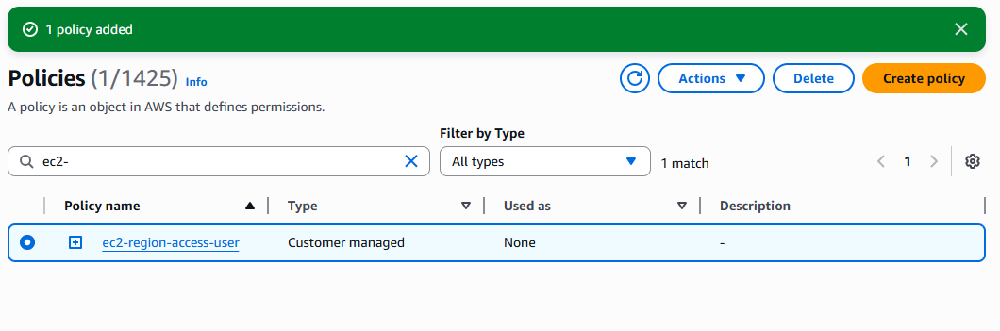 1 policy added
Policies (1/1425) Info
Actions
Delete
Create policy
A policy is an object in AWS that defines permissions.
Filter by Type
ec2-
All types
1 match
1
Policy name
Type
Used as
Description
ec2-region-access-user
Customer managed
None
-